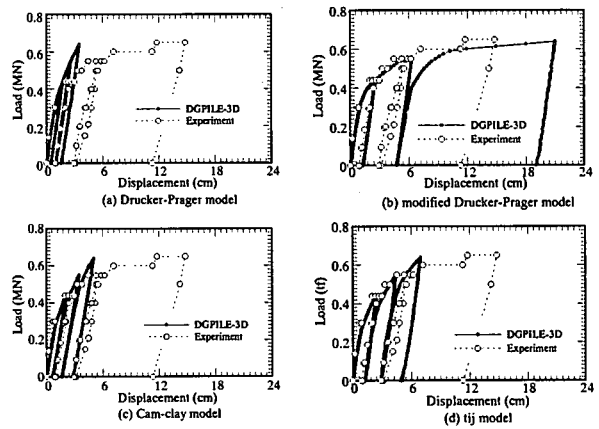 0.8
0.6
0.4
0.2
0
Load (MN)
DGPILE-3D
Experiment
0 6 12 18 24
Displacement (cm)
(a) Drucker-Prager model
0.8
0.6
0.4
0.2
0
Load (MN)
DGPILE-3D
Experiment
0 6 12 18 24
Displacement (cm)
(b) modified Drucker-Prager model
0.8
0.6
0.4
0.2
0
Load (MN)
DGPILE-3D
Experiment
0 6 12 18 24
Displacement (cm)
(c) Cam-clay model
0.8
0.6
0.4
0.2
0
Load (tf)
DGPILE-3D
Experiment
0 6 12 18 24
Displacement (cm)
(d) tij model